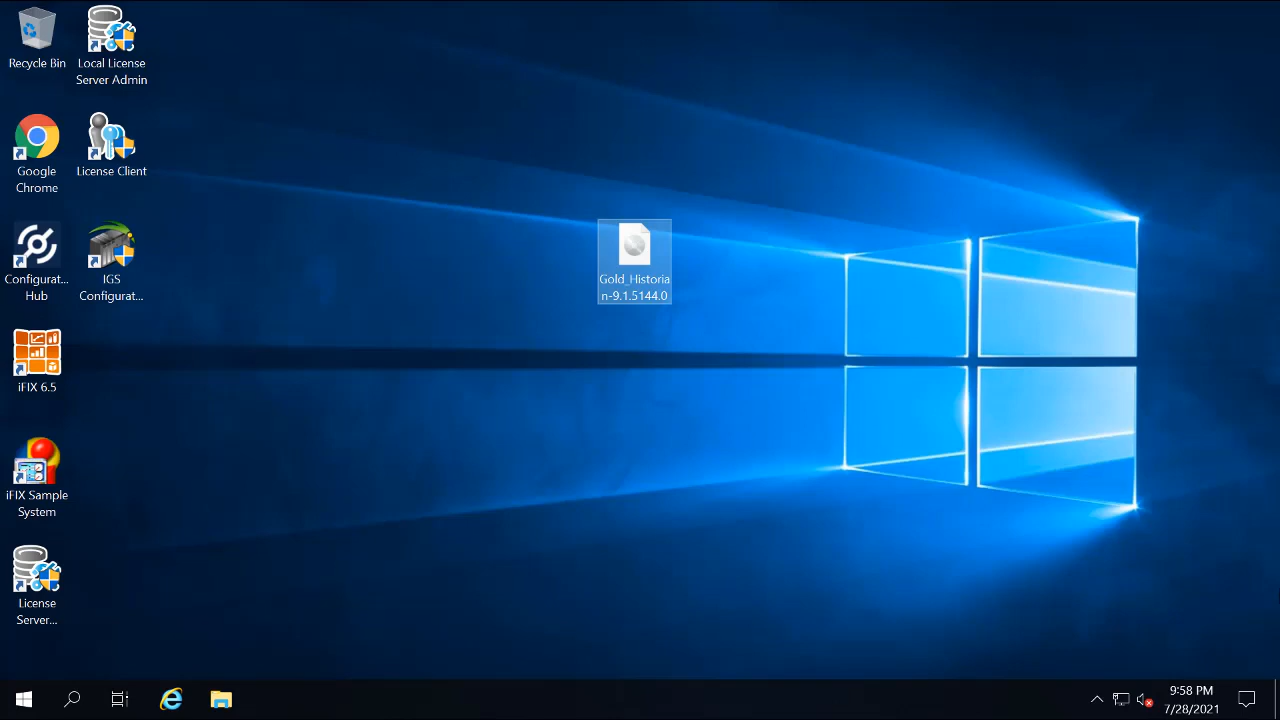 Recycle Bin
Local License
Server Admin
Google
Chrome
License Client
Configurat...
Hub
IGS
Configurat...
Gold_Historia
n-9.1.5144.0
iFIX 6.5
iFIX Sample
System
License
Server...
9:58 PM
7/28/2021